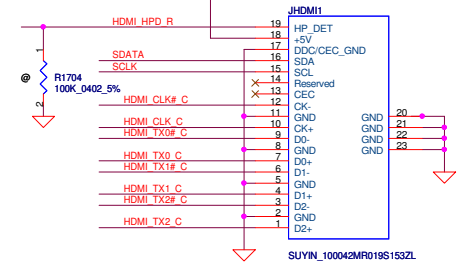 JHDMI1
HDMI_HPD_R 19 HP_DET
18 +5V
17 DDC/CEC_GND
SDATA 16 SDA
SCLK 15 SCL
14 Reserved
13 CEC
HDMI_CLK#_C 12 CK-
11 GND GND 20
HDMI_CLK_C 10 CK+ GND 21
HDMI_TX0#_C 9 D0- GND 22
8 GND GND 23
HDMI_TX0_C 7 D0+
HDMI_TX1#_C 6 D1-
5 GND
HDMI_TX1_C 4 D1+
HDMI_TX2#_C 3 D2-
2 GND
HDMI_TX2_C 1 D2+
SUYIN_100042MR019S153ZL
1
@ R1704
100K_0402_5%
2